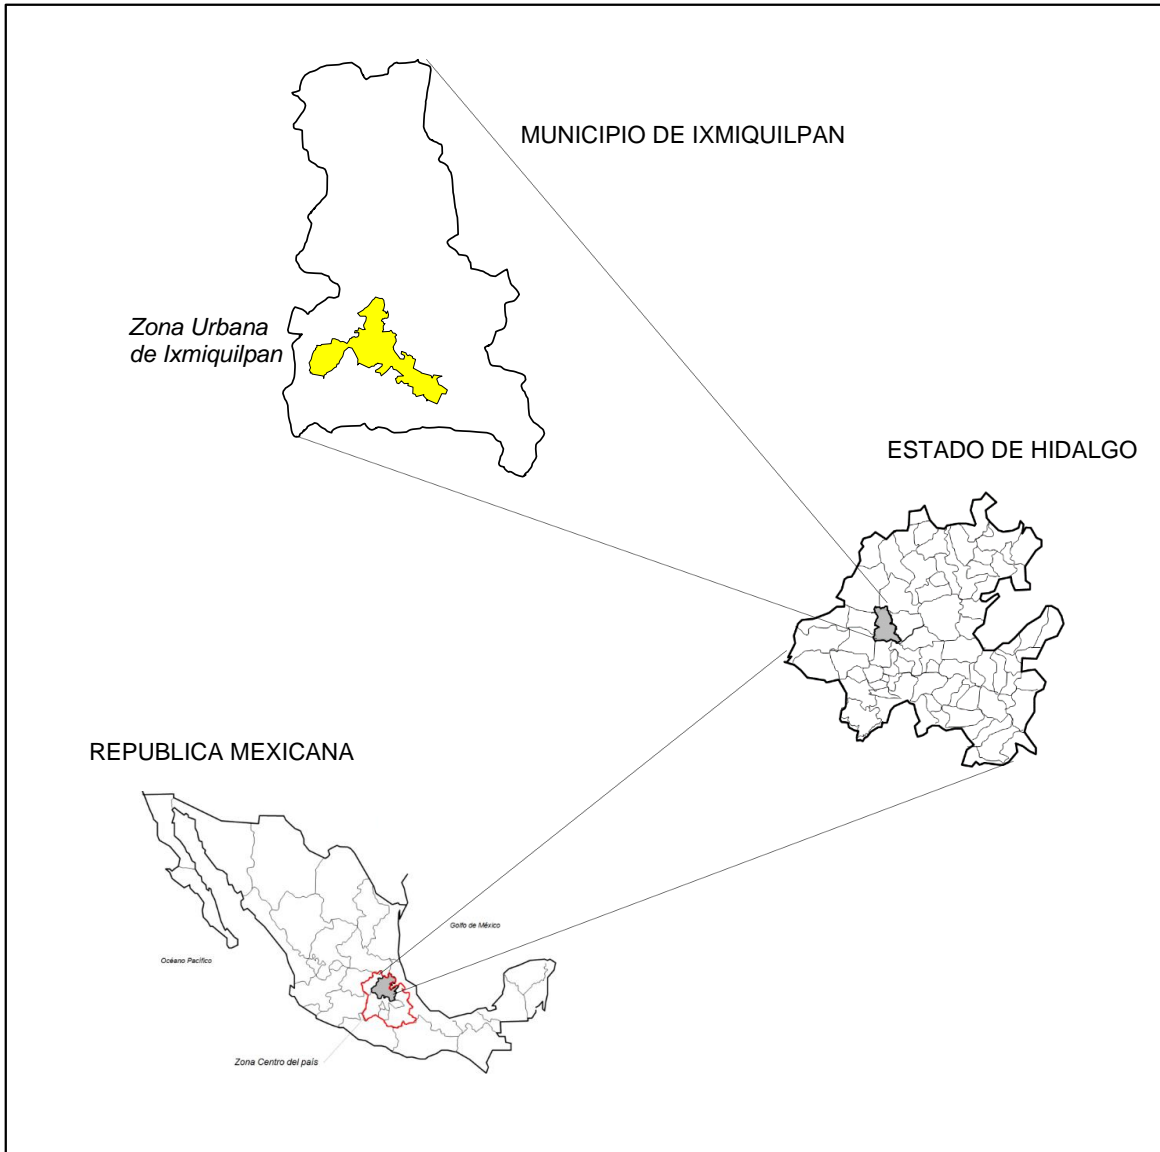 MUNICIPIO DE IXMIQUILPAN
Zona Urbana
de Ixmiquilpan
ESTADO DE HIDALGO
REPUBLICA MEXICANA
Golfo de México
Océano Pacífico
Zona Centro del país